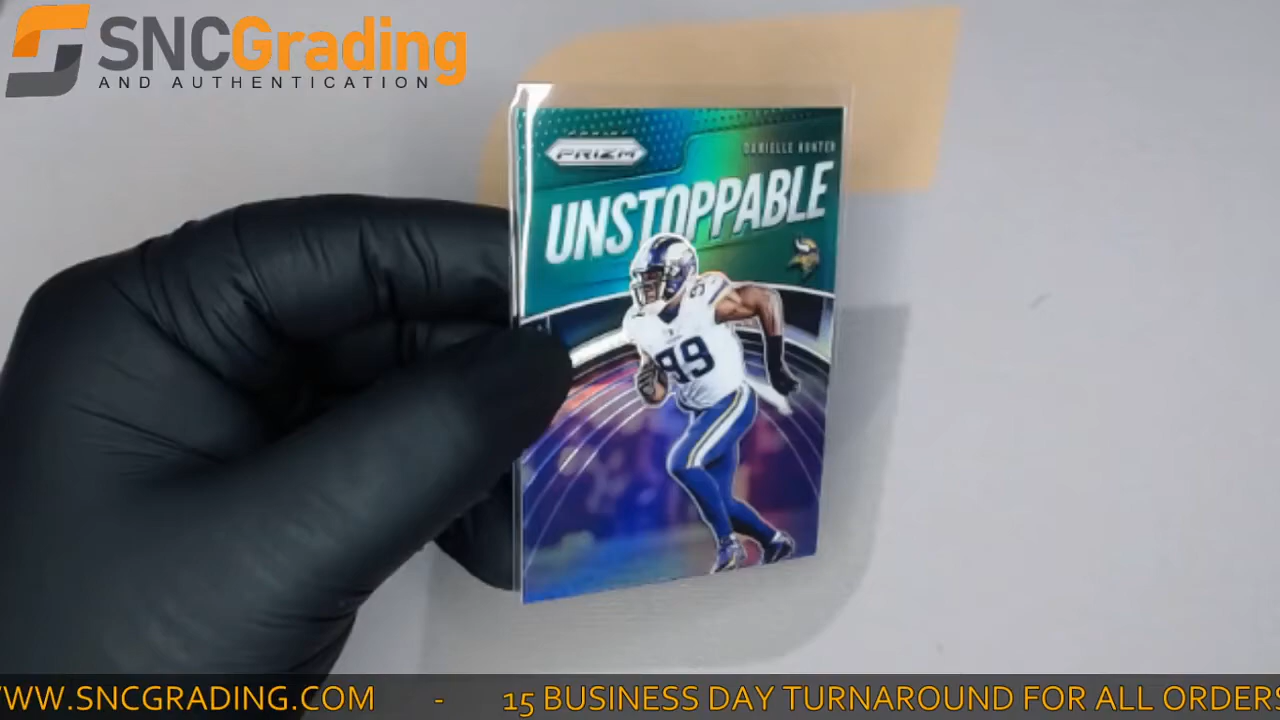 SNCGrading
AND AUTHENTICATION
PRIZM
DANIELLE HUNTER
UNSTOPPABLE
99
WWW.SNCGRADING.COM - 15 BUSINESS DAY TURNAROUND FOR ALL ORDERS